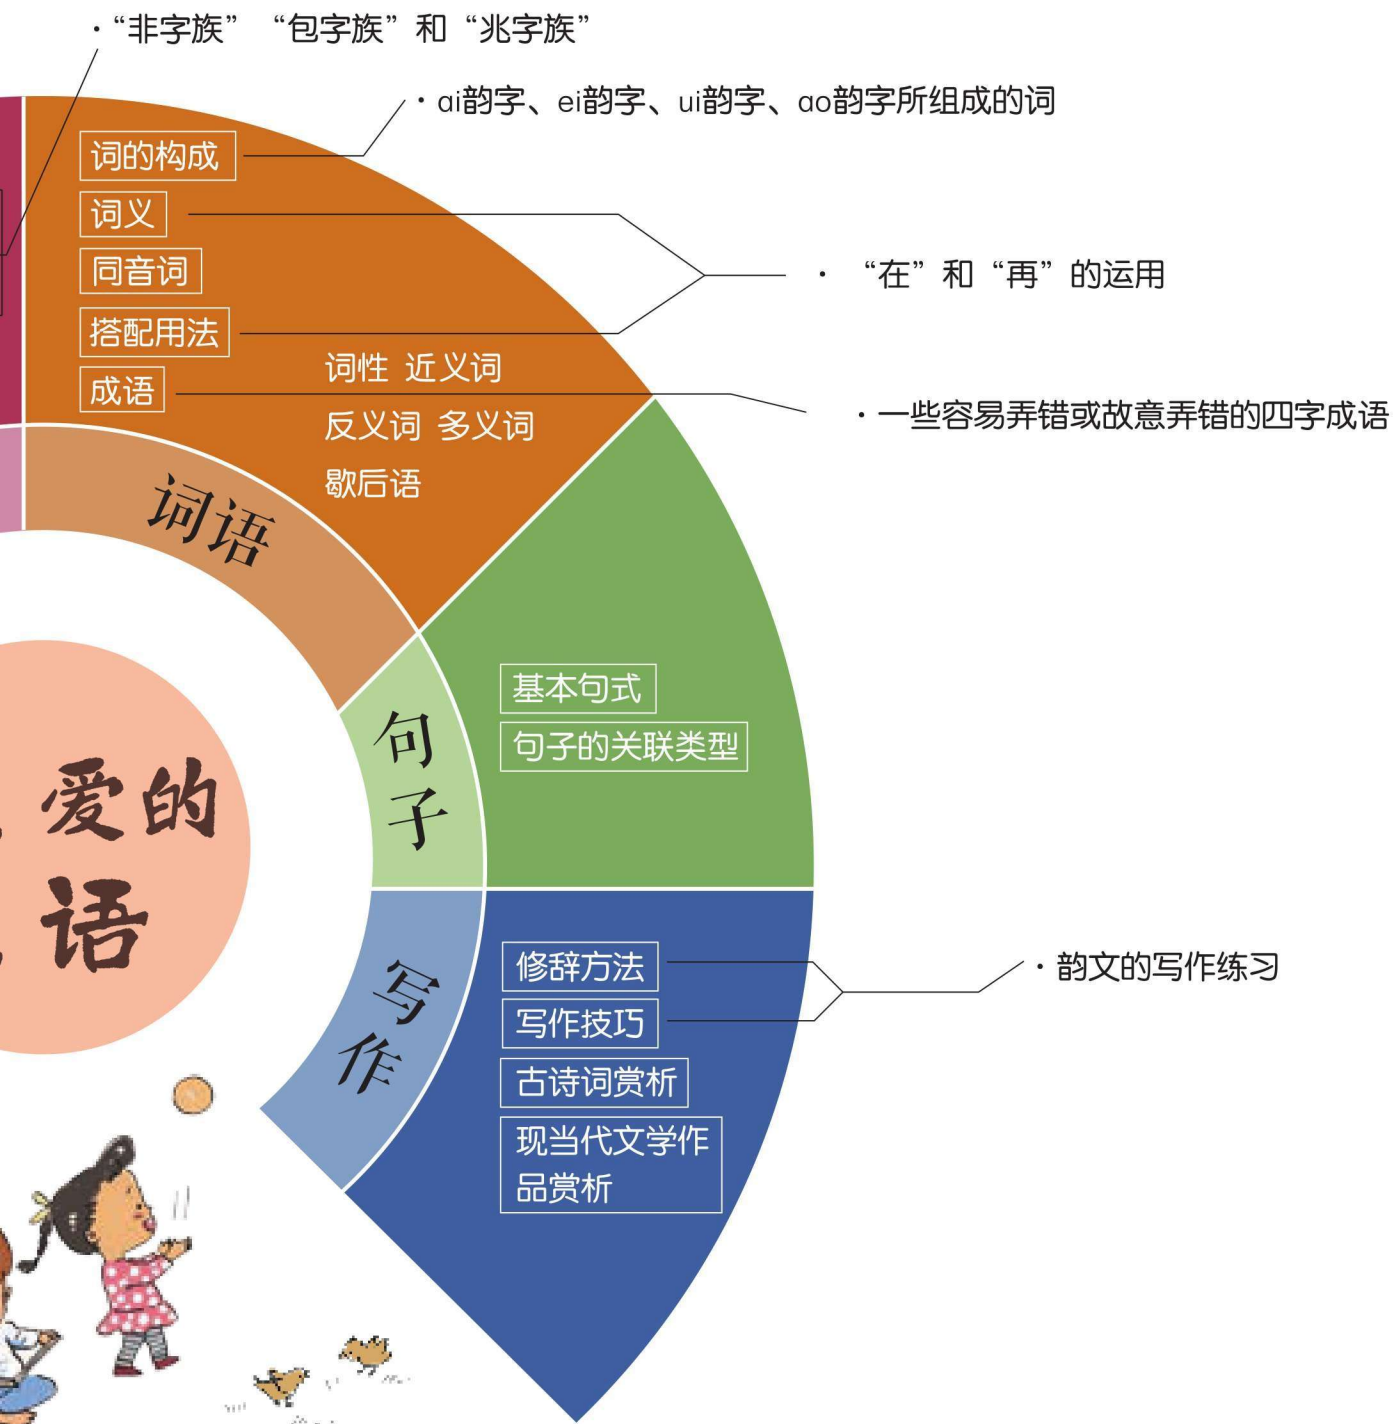 ·“非字族” “包字族”和“兆字族”
·ai韵字、ei韵字、ui韵字、ao韵字所组成的词
词的构成
词义
同音词
搭配用法
成语
词性 近义词
反义词 多义词
歇后语
· “在”和“再”的运用
·一些容易弄错或故意弄错的四字成语
词语
基本句式
句子的关联类型
句子
爱的
语
写作
修辞方法
写作技巧
古诗词赏析
现当代文学作
品赏析
·韵文的写作练习